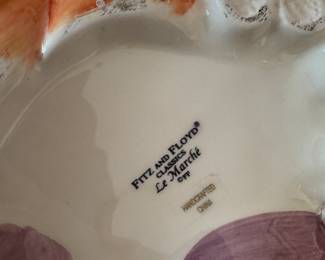 FITZ AND FLOYD®
CLASSICS
Le Marché
©FF
HANDCRAFTED
CHINA